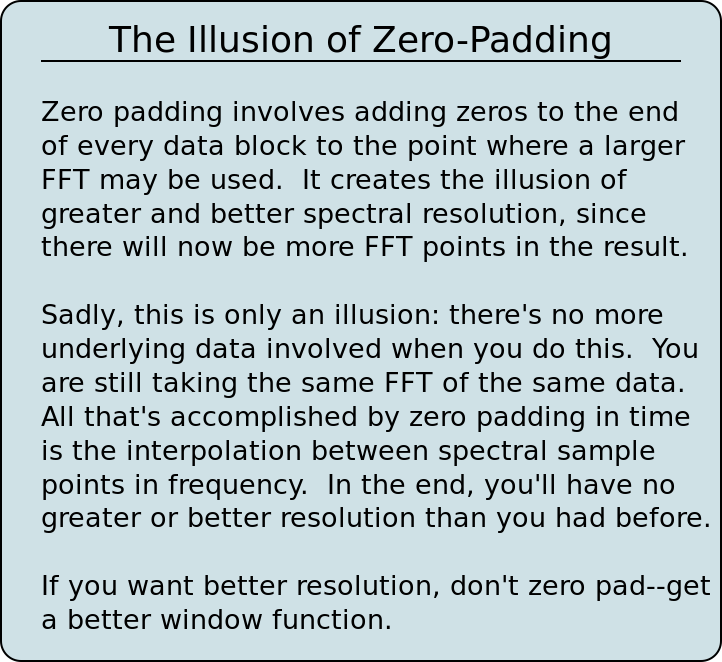 The Illusion of Zero-Padding
Zero padding involves adding zeros to the end
of every data block to the point where a larger
FFT may be used.  It creates the illusion of
greater and better spectral resolution, since
there will now be more FFT points in the result.
Sadly, this is only an illusion: there's no more
underlying data involved when you do this.  You
are still taking the same FFT of the same data.
All that's accomplished by zero padding in time
is the interpolation between spectral sample
points in frequency.  In the end, you'll have no
greater or better resolution than you had before.
If you want better resolution, don't zero pad--get
a better window function.